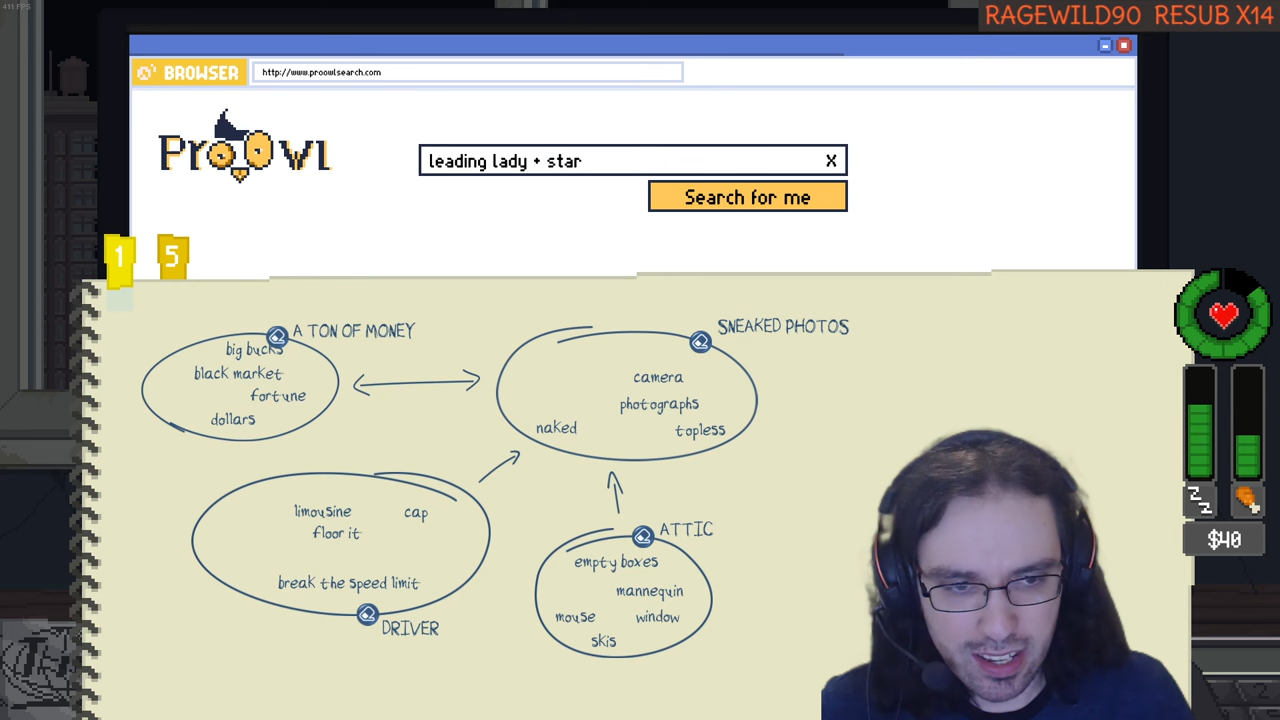 411 FPS
RAGEWILD90 RESUB X14
BROWSER
http://www.proowlsearch.com
PrOOwl
leading lady + star X
Search for me
1 5
A TON OF MONEY
big bucks
black market
fortune
dollars
SNEAKED PHOTOS
camera
photographs
naked
topless
limousine cap
floor it
break the speed limit
DRIVER
ATTIC
empty boxes
mannequin
mouse window
skis
$40